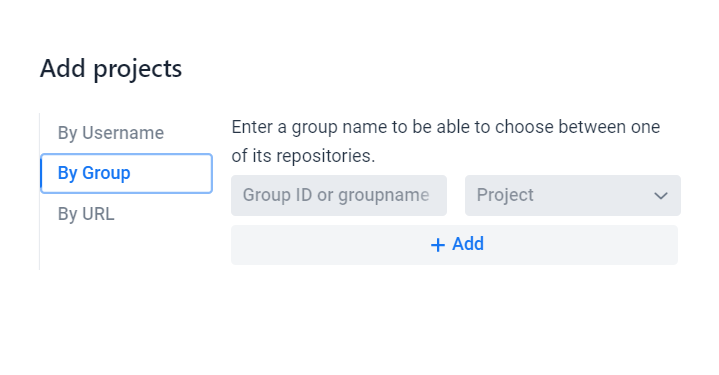 Add projects
By Username
By Group
By URL
Enter a group name to be able to choose between one
of its repositories.
Group ID or groupname
Project
+ Add